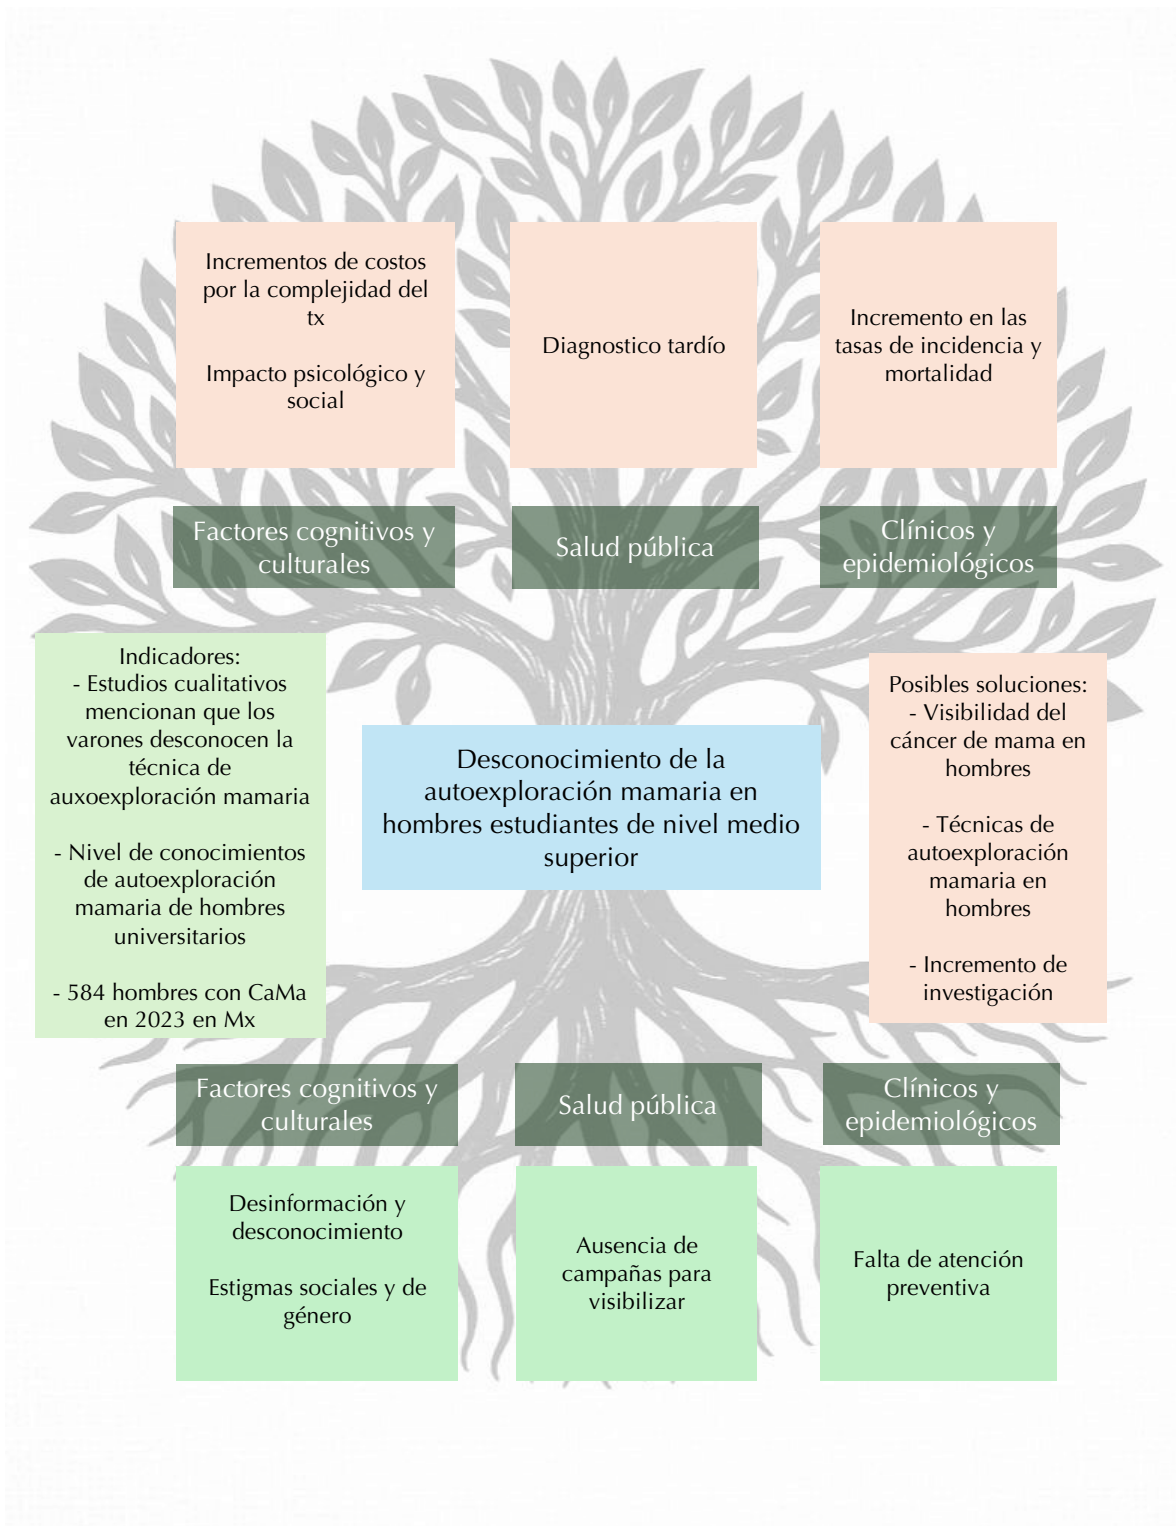 Incrementos de costos
por la complejidad del
tx
Impacto psicológico y
social
Diagnostico tardío
Incremento en las
tasas de incidencia y
mortalidad
Factores cognitivos y
culturales
Salud pública
Clínicos y
epidemiológicos
Indicadores:
- Estudios cualitativos
mencionan que los
varones desconocen la
técnica de
auxoexploración mamaria
- Nivel de conocimientos
de autoexploración
mamaria de hombres
universitarios
- 584 hombres con CaMa
en 2023 en Mx
Desconocimiento de la
autoexploración mamaria en
hombres estudiantes de nivel medio
superior
Posibles soluciones:
- Visibilidad del
cáncer de mama en
hombres
- Técnicas de
autoexploración
mamaria en
hombres
- Incremento de
investigación
Factores cognitivos y
culturales
Salud pública
Clínicos y
epidemiológicos
Desinformación y
desconocimiento
Estigmas sociales y de
género
Ausencia de
campañas para
visibilizar
Falta de atención
preventiva